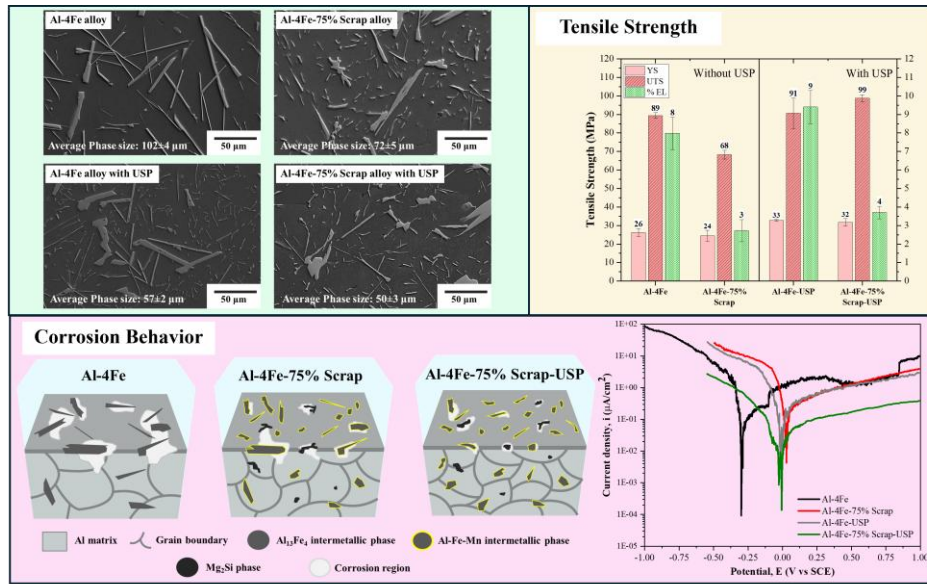 Al-4Fe alloy
Average Phase size: 102±4 µm
50 µm
Al-4Fe-75% Scrap alloy
Average Phase size: 72±5 µm
50 µm
Al-4Fe alloy with USP
Average Phase size: 57±2 µm
50 µm
Al-4Fe-75% Scrap alloy with USP
Average Phase size: 50±3 µm
50 µm
Tensile Strength
Tensile Strength (MPa)
120
110
100
90
80
70
60
50
40
30
20
10
0
YS
UTS
% EL
Without USP
With USP
26
89
8
24
68
3
33
91
9
32
99
4
12
11
10
9
8
7
6
5
4
3
2
1
0
Al-4Fe
Al-4Fe-75%
Scrap
Al-4Fe-USP
Al-4Fe-75%
Scrap-USP
Corrosion Behavior
Al-4Fe
Al-4Fe-75% Scrap
Al-4Fe-75% Scrap-USP
Al matrix
Grain boundary
Al₁₃Fe₄ intermetallic phase
Al-Fe-Mn intermetallic phase
Mg₂Si phase
Corrosion region
Current density, i (µA/cm²)
1E+02
1E+01
1E+00
1E-01
1E-02
1E-03
1E-04
1E-05
Al-4Fe
Al-4Fe-75% Scrap
Al-4Fe-USP
Al-4Fe-75% Scrap-USP
-1.00
-0.75
-0.50
-0.25
0.00
0.25
0.50
0.75
1.00
Potential, E (V vs SCE)